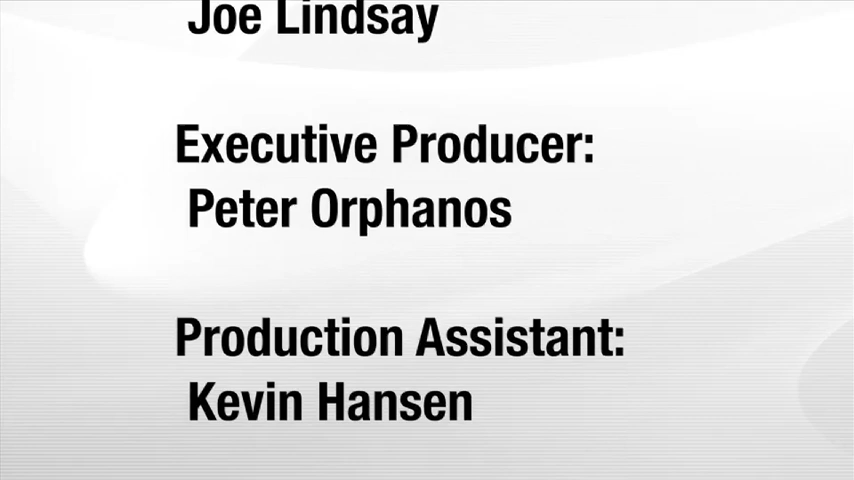 Joe Lindsay
Executive Producer:
Peter Orphanos
Production Assistant:
Kevin Hansen